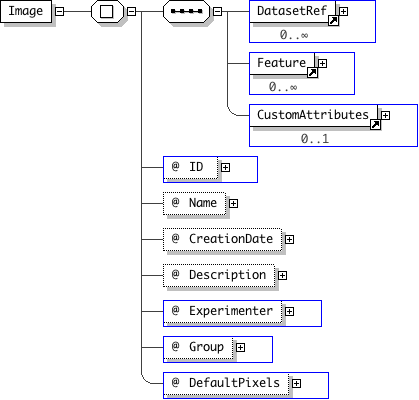 Image
DatasetRef
0..∞
Feature
0..∞
CustomAttributes
0..1
@ ID
@ Name
@ CreationDate
@ Description
@ Experimenter
@ Group
@ DefaultPixels